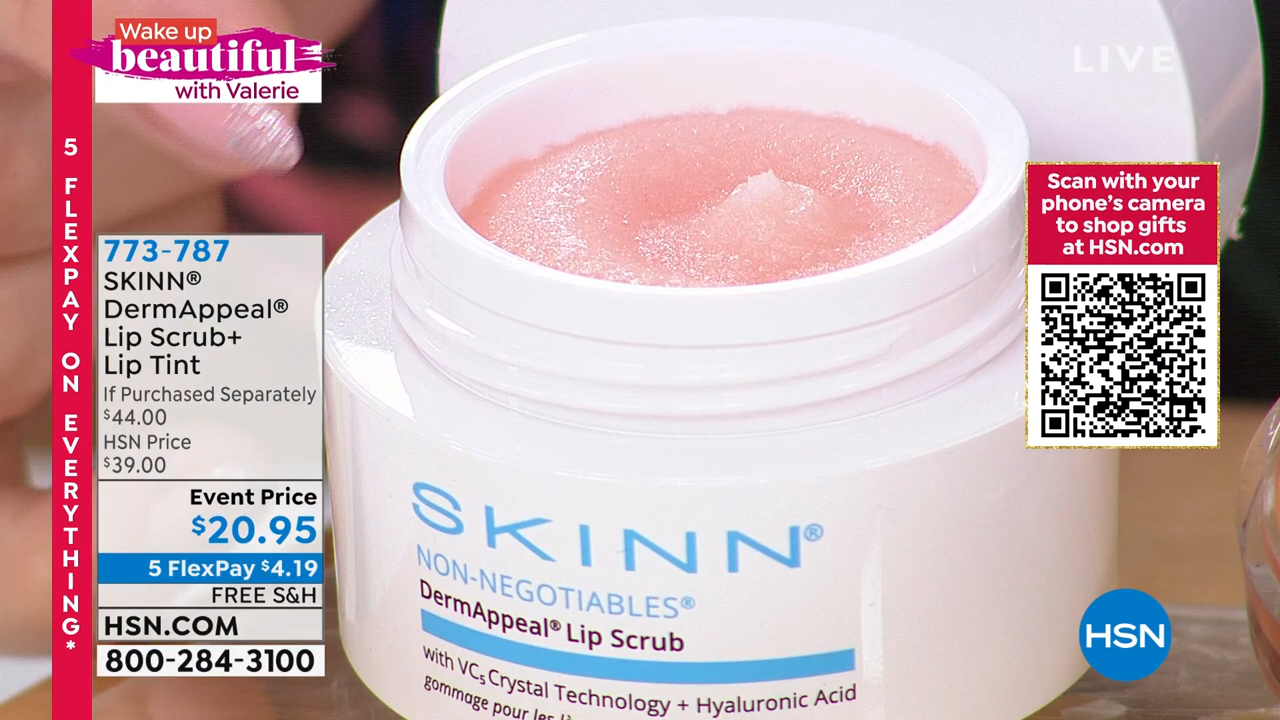 Wake up
beautiful
with Valerie
LIVE
5 FLEXPAY ON EVERYTHING*
773-787
SKINN®
DermAppeal®
Lip Scrub+
Lip Tint
If Purchased Separately
$44.00
HSN Price
$39.00
Event Price
$20.95
5 FlexPay $4.19
FREE S&H
HSN.COM
800-284-3100
Scan with your
phone's camera
to shop gifts
at HSN.com
SKINN®
NON-NEGOTIABLES®
DermAppeal® Lip Scrub
with VC5 Crystal Technology + Hyaluronic Acid
gommage pour les
HSN